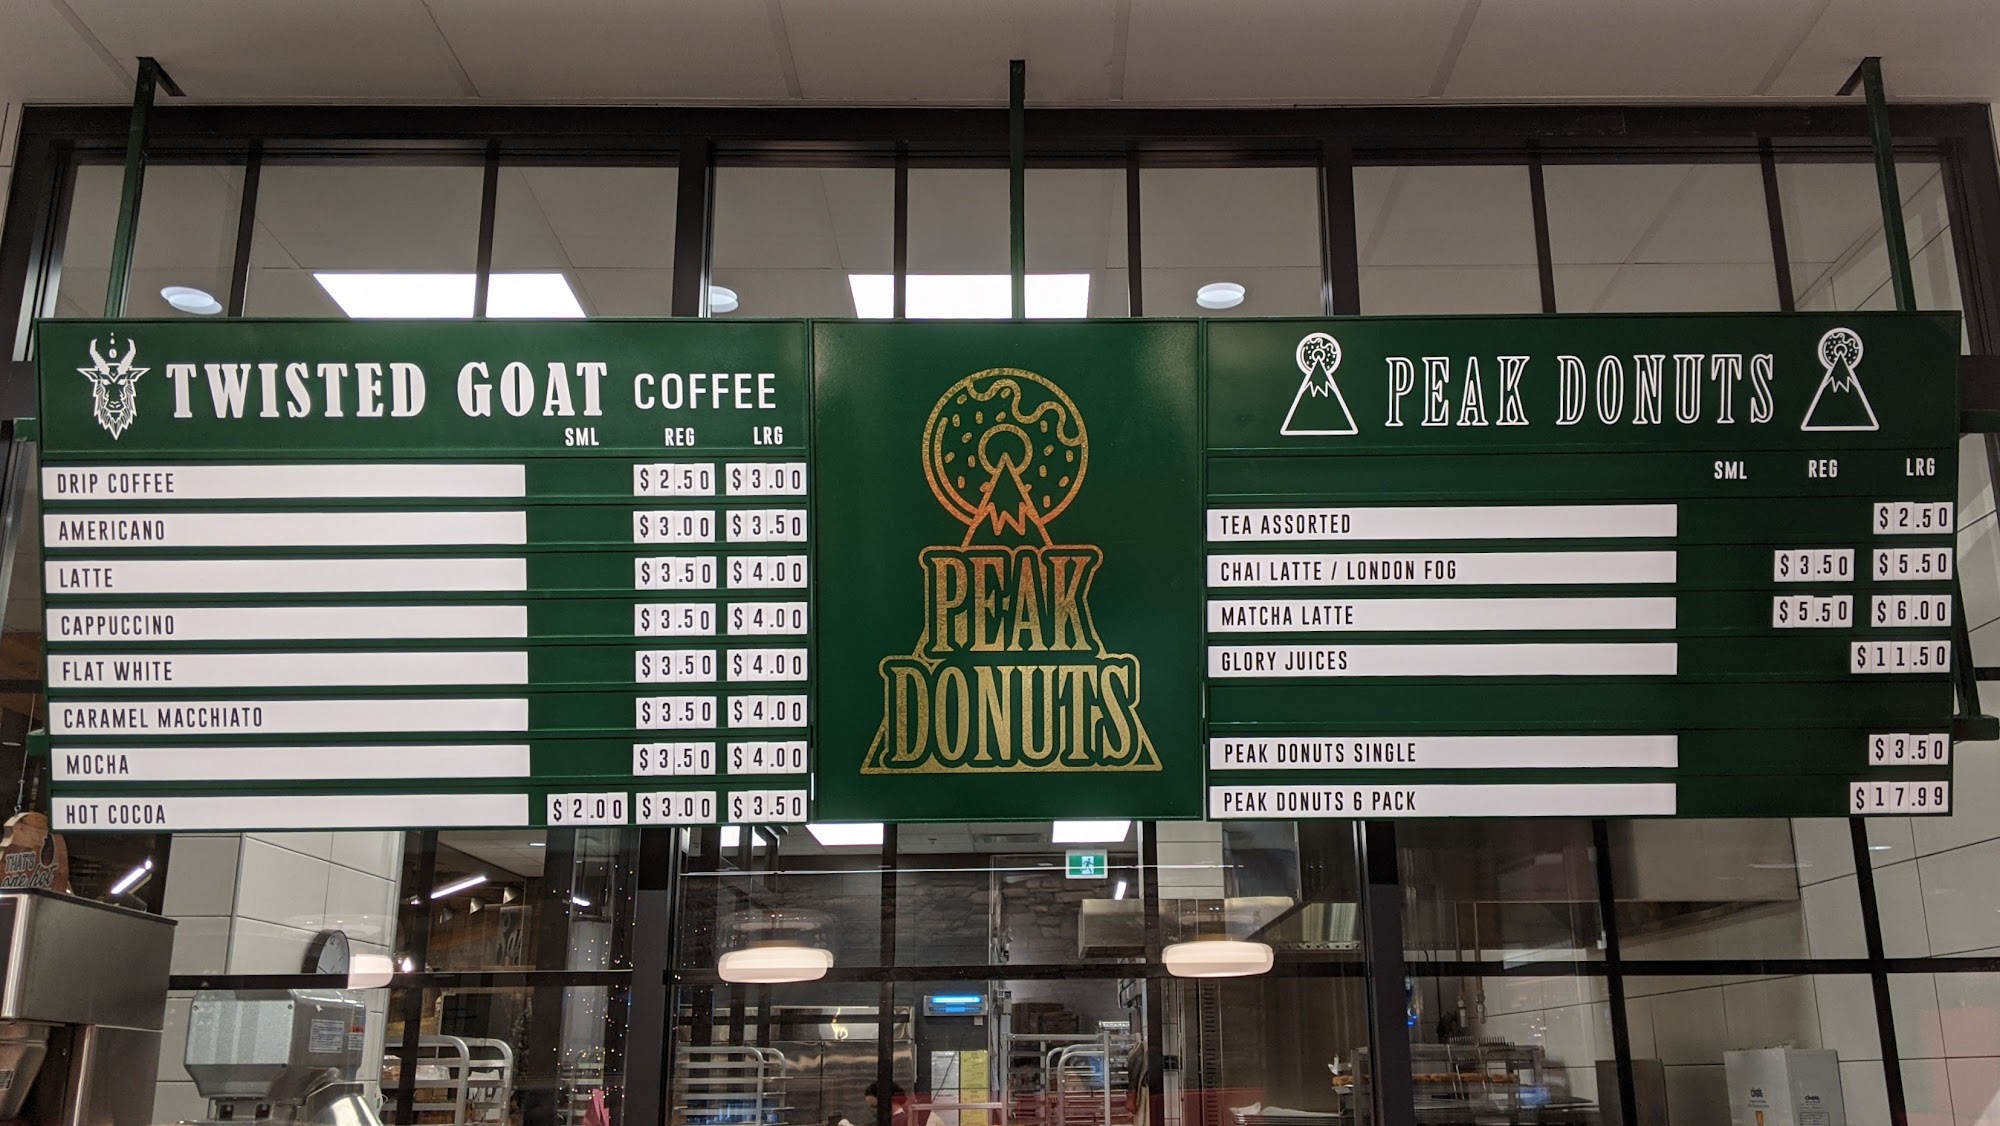 TWISTED GOAT COFFEE
SML REG LRG
DRIP COFFEE $2.50 $3.00
AMERICANO $3.00 $3.50
LATTE $3.50 $4.00
CAPPUCCINO $3.50 $4.00
FLAT WHITE $3.50 $4.00
CARAMEL MACCHIATO $3.50 $4.00
MOCHA $3.50 $4.00
HOT COCOA $2.00 $3.00 $3.50
PEAK
DONUTS
PEAK DONUTS
SML REG LRG
TEA ASSORTED $2.50
CHAI LATTE / LONDON FOG $3.50 $5.50
MATCHA LATTE $5.50 $6.00
GLORY JUICES $11.50
PEAK DONUTS SINGLE $3.50
PEAK DONUTS 6 PACK $17.99
THAT'S
one hot